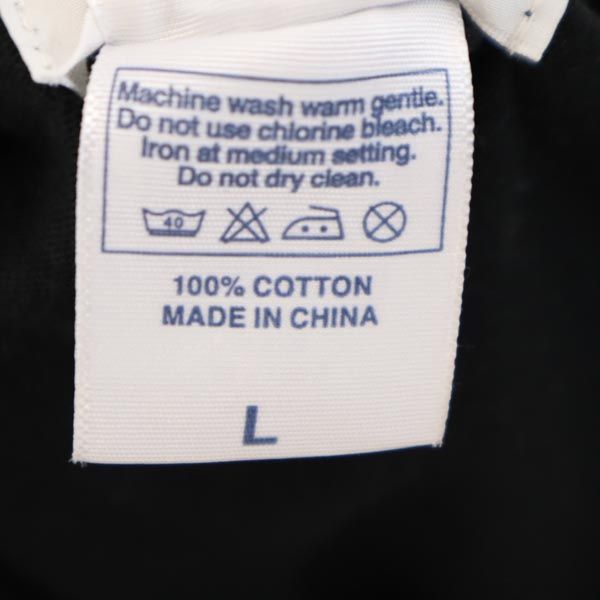 Machine wash warm gentle.
Do not use chlorine bleach.
Iron at medium setting.
Do not dry clean.
40
100% COTTON
MADE IN CHINA
L